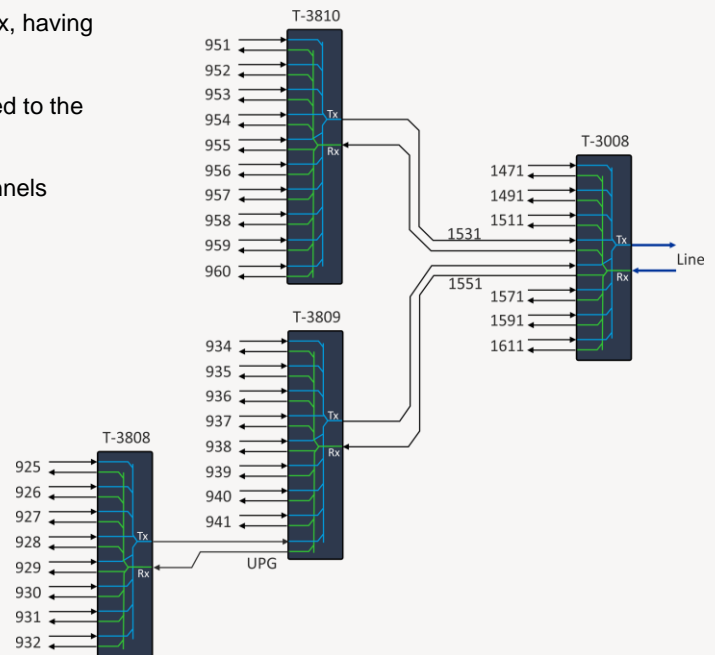 x, having
ed to the
nnels
T-3810
951
952
953
954
955
956
957
958
959
960
Tx
Rx
T-3008
1471
1491
1511
1531
1551
1571
1591
1611
Tx
Rx
Line
T-3809
934
935
936
937
938
939
940
941
Tx
Rx
UPG
T-3808
925
926
927
928
929
930
931
932
Tx
Rx